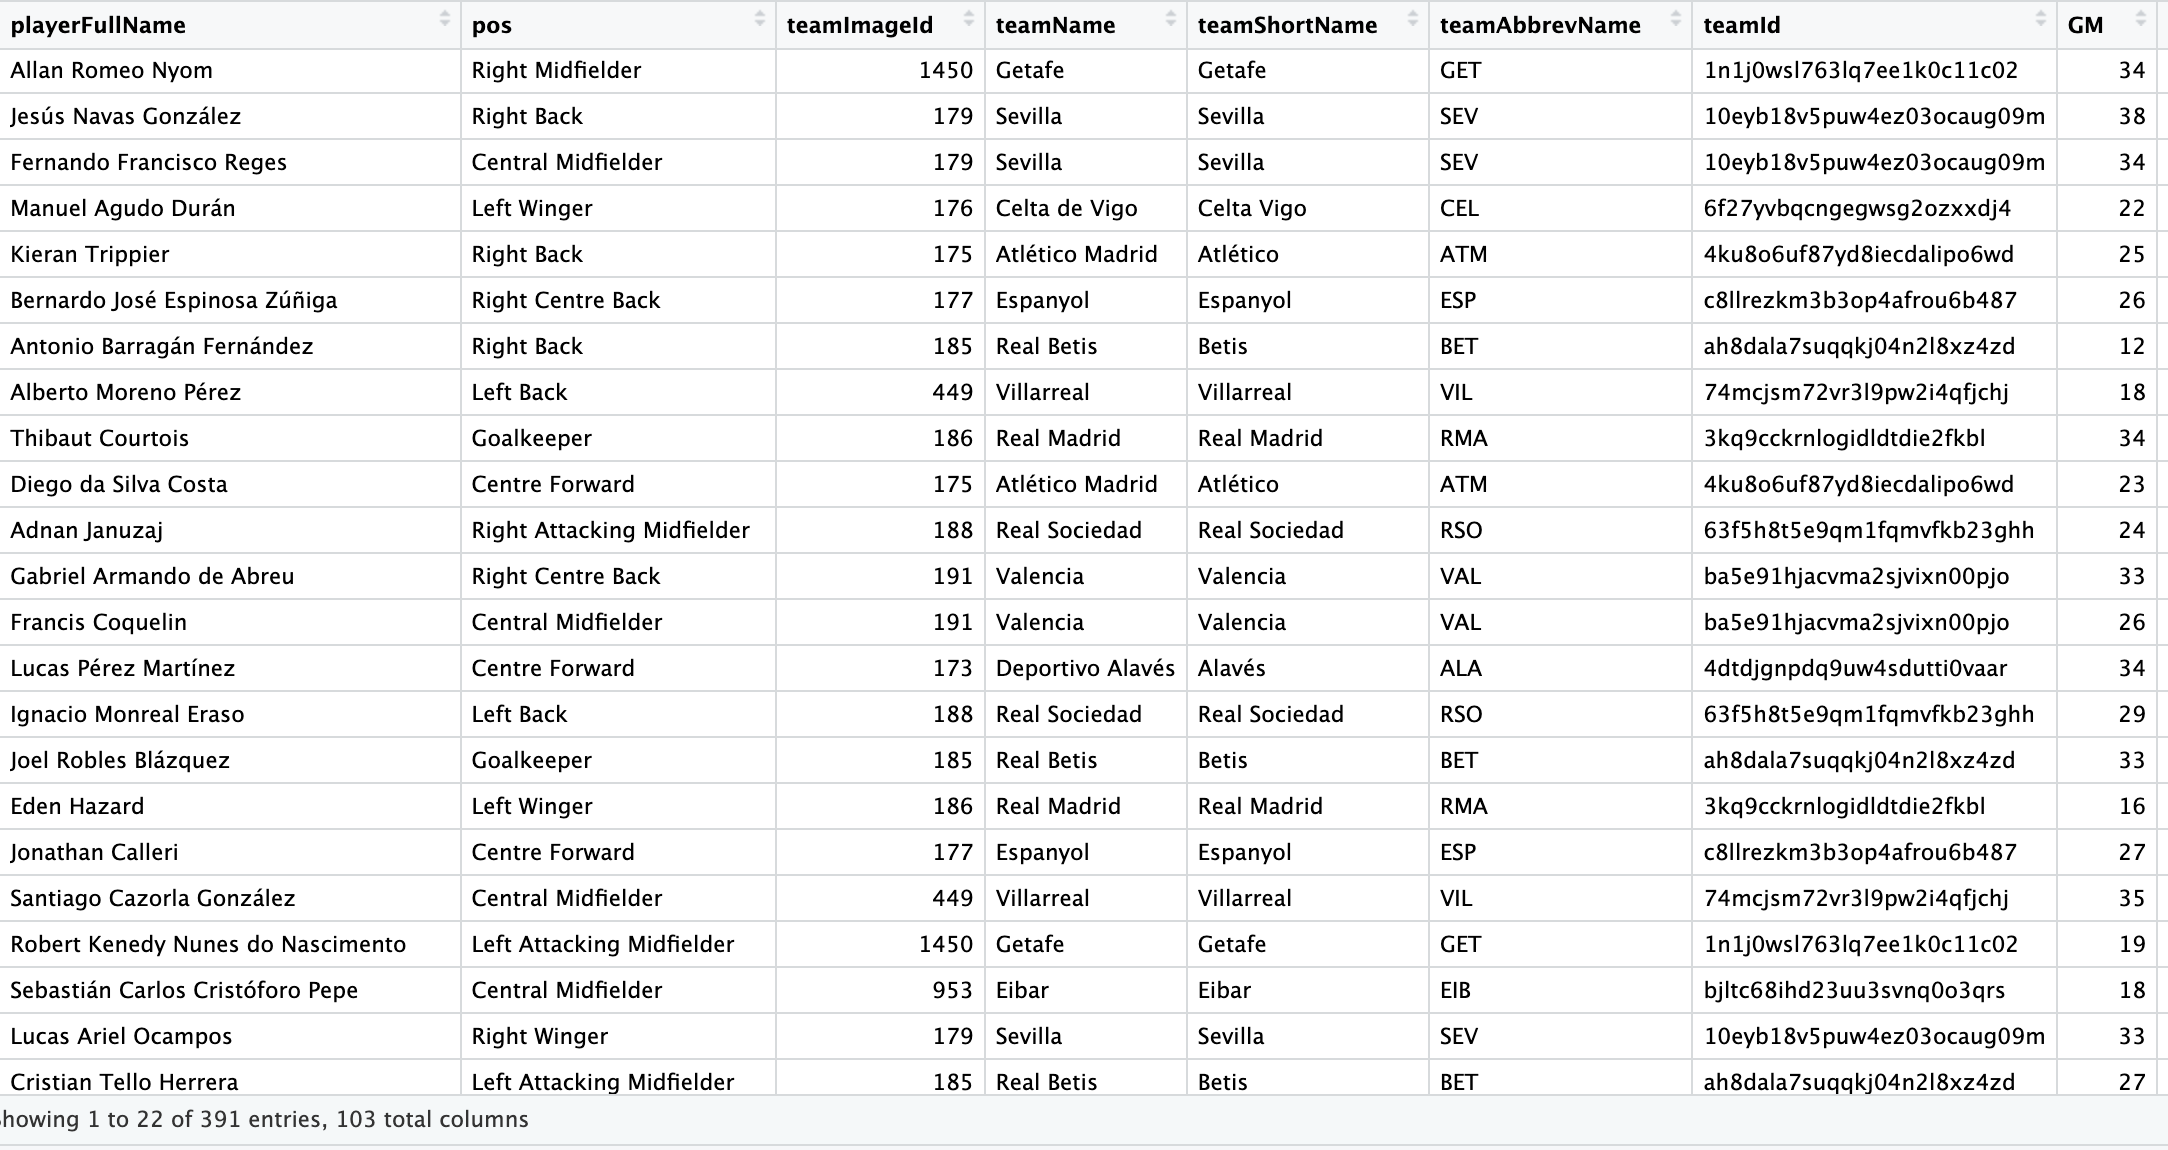 playerFullName pos teamImageId teamName teamShortName teamAbbrevName teamId GM
Allan Romeo Nyom Right Midfielder 1450 Getafe Getafe GET 1n1j0wsl763lq7ee1k0c11c02 34
Jesús Navas González Right Back 179 Sevilla Sevilla SEV 10eyb18v5puw4ez03ocaug09m 38
Fernando Francisco Reges Central Midfielder 179 Sevilla Sevilla SEV 10eyb18v5puw4ez03ocaug09m 34
Manuel Agudo Durán Left Winger 176 Celta de Vigo Celta Vigo CEL 6f27yvbqcngegwsg2ozxxdj4 22
Kieran Trippier Right Back 175 Atlético Madrid Atlético ATM 4ku8o6uf87yd8iecdalipo6wd 25
Bernardo José Espinosa Zúñiga Right Centre Back 177 Espanyol Espanyol ESP c8llrezkm3b3op4afrou6b487 26
Antonio Barragán Fernández Right Back 185 Real Betis Betis BET ah8dala7suqqkj04n2l8xz4zd 12
Alberto Moreno Pérez Left Back 449 Villarreal Villarreal VIL 74mcjsm72vr3l9pw2i4qfjchj 18
Thibaut Courtois Goalkeeper 186 Real Madrid Real Madrid RMA 3kq9cckrnlogidldtdie2fkbl 34
Diego da Silva Costa Centre Forward 175 Atlético Madrid Atlético ATM 4ku8o6uf87yd8iecdalipo6wd 23
Adnan Januzaj Right Attacking Midfielder 188 Real Sociedad Real Sociedad RSO 63f5h8t5e9qm1fqmvfkb23ghh 24
Gabriel Armando de Abreu Right Centre Back 191 Valencia Valencia VAL ba5e91hjacvma2sjvixn00pjo 33
Francis Coquelin Central Midfielder 191 Valencia Valencia VAL ba5e91hjacvma2sjvixn00pjo 26
Lucas Pérez Martínez Centre Forward 173 Deportivo Alavés Alavés ALA 4dtdjgnpdq9uw4sdutti0vaar 34
Ignacio Monreal Eraso Left Back 188 Real Sociedad Real Sociedad RSO 63f5h8t5e9qm1fqmvfkb23ghh 29
Joel Robles Blázquez Goalkeeper 185 Real Betis Betis BET ah8dala7suqqkj04n2l8xz4zd 33
Eden Hazard Left Winger 186 Real Madrid Real Madrid RMA 3kq9cckrnlogidldtdie2fkbl 16
Jonathan Calleri Centre Forward 177 Espanyol Espanyol ESP c8llrezkm3b3op4afrou6b487 27
Santiago Cazorla González Central Midfielder 449 Villarreal Villarreal VIL 74mcjsm72vr3l9pw2i4qfjchj 35
Robert Kenedy Nunes do Nascimento Left Attacking Midfielder 1450 Getafe Getafe GET 1n1j0wsl763lq7ee1k0c11c02 19
Sebastián Carlos Cristóforo Pepe Central Midfielder 953 Eibar Eibar EIB bjltc68ihd23uu3svnq0o3qrs 18
Lucas Ariel Ocampos Right Winger 179 Sevilla Sevilla SEV 10eyb18v5puw4ez03ocaug09m 33
Cristian Tello Herrera Left Attacking Midfielder 185 Real Betis Betis BET ah8dala7suqqkj04n2l8xz4zd 27
howing 1 to 22 of 391 entries, 103 total columns